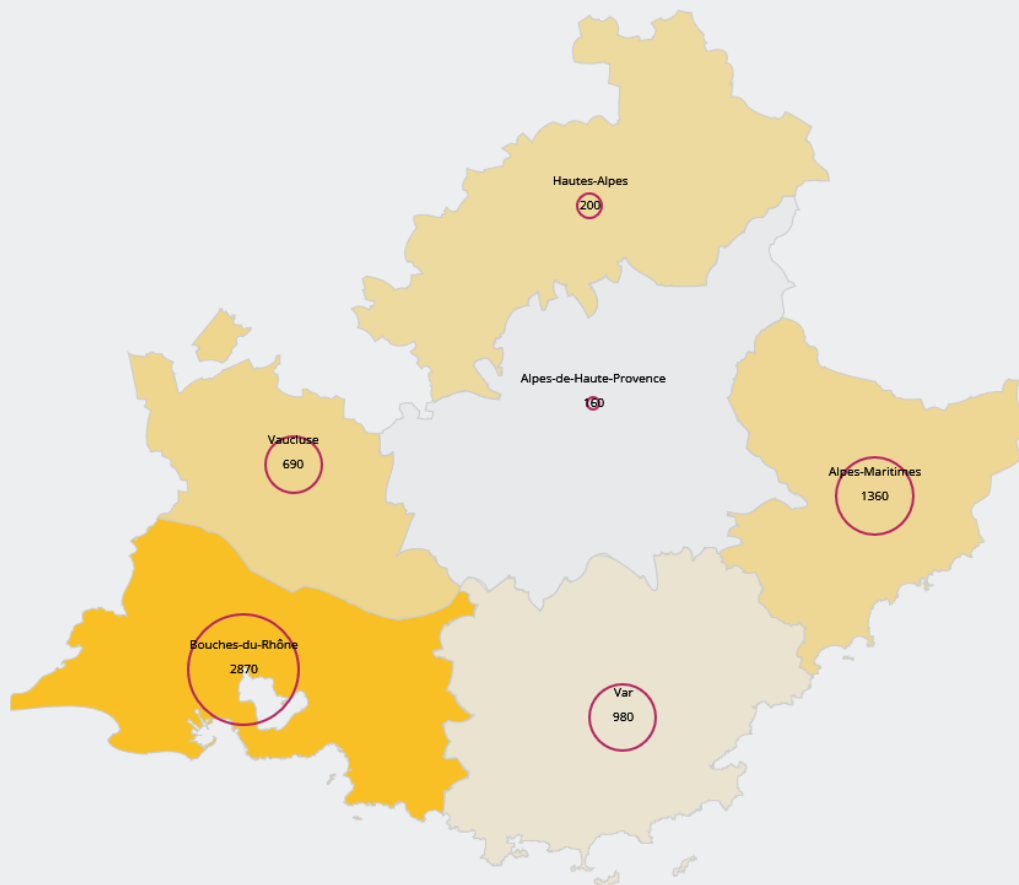 Hautes-Alpes
200
Alpes-de-Haute-Provence
160
Vaucluse
690
Alpes-Maritimes
1360
Bouches-du-Rhône
2870
Var
980